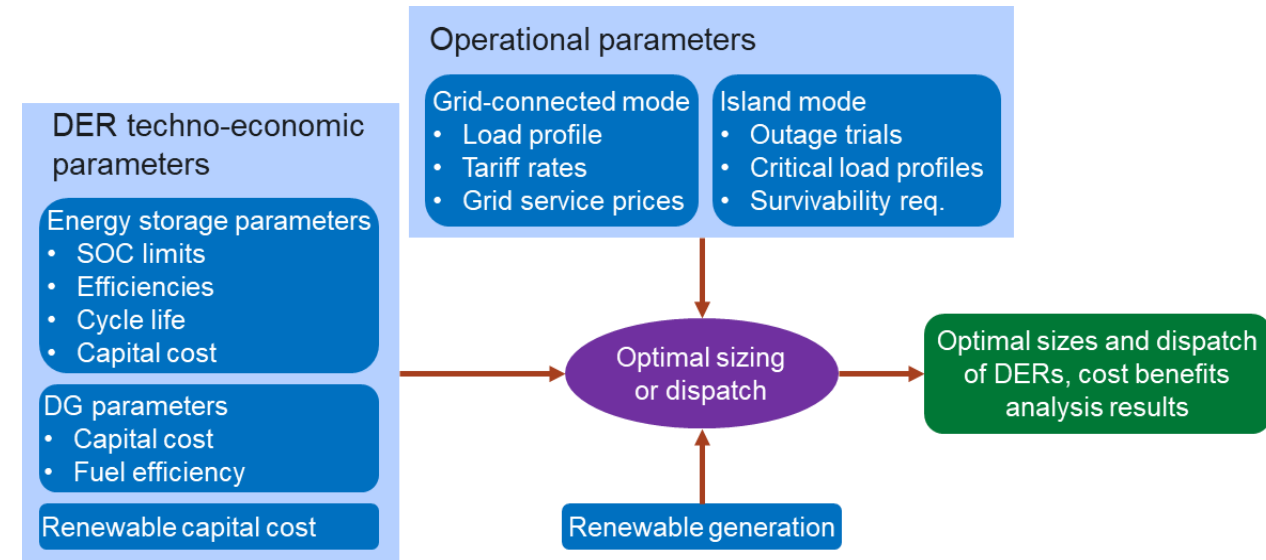 Operational parameters
Grid-connected mode
• Load profile
• Tariff rates
• Grid service prices
Island mode
• Outage trials
• Critical load profiles
• Survivability req.
DER techno-economic
parameters
Energy storage parameters
• SOC limits
• Efficiencies
• Cycle life
• Capital cost
DG parameters
• Capital cost
• Fuel efficiency
Renewable capital cost
Optimal sizing
or dispatch
Renewable generation
Optimal sizes and dispatch
of DERs, cost benefits
analysis results